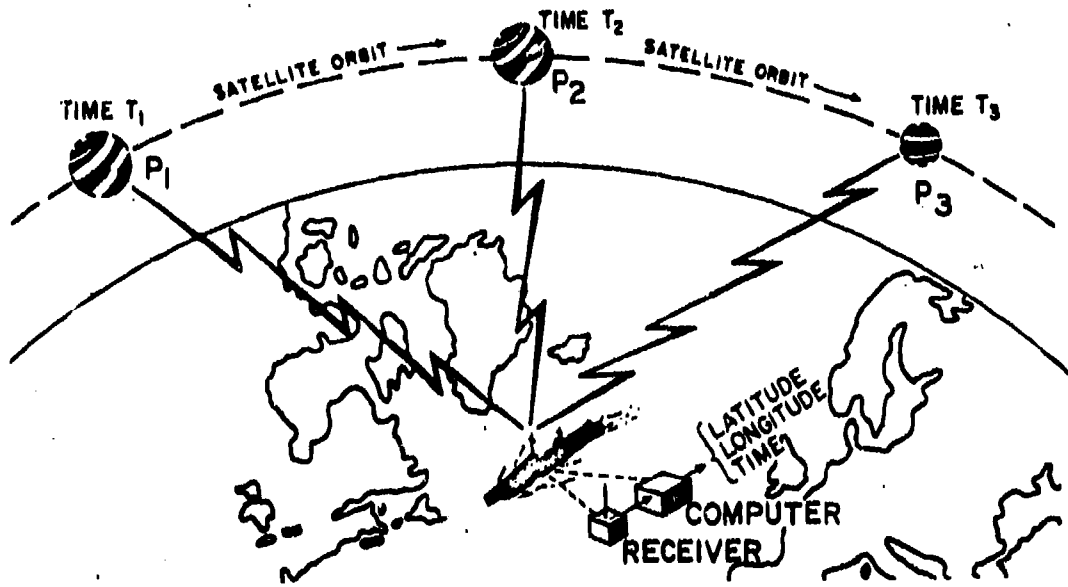 TIME T₂
SATELLITE ORBIT
SATELLITE ORBIT
P₂
TIME T₁
TIME T₃
P₁
P₃
LATITUDE
LONGITUDE
TIME
COMPUTER
RECEIVER